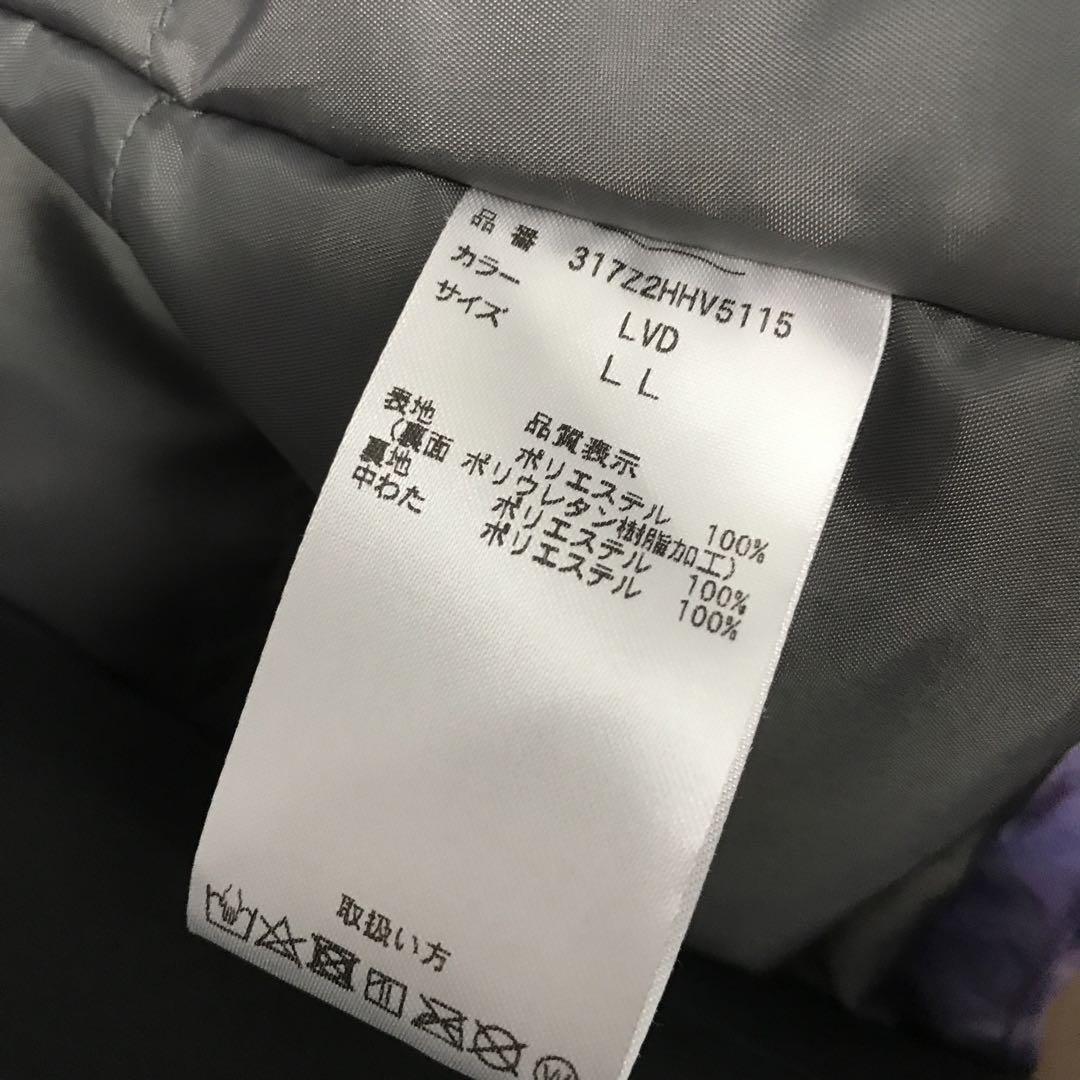 品番 317Z2HHV5115
カラー LVD
サイズ LL
品質表示
表地 ポリエステル 100%
(裏面 ポリウレタン樹脂加工)
裏地 ポリエステル 100%
中わた ポリエステル 100%
取扱い方
W